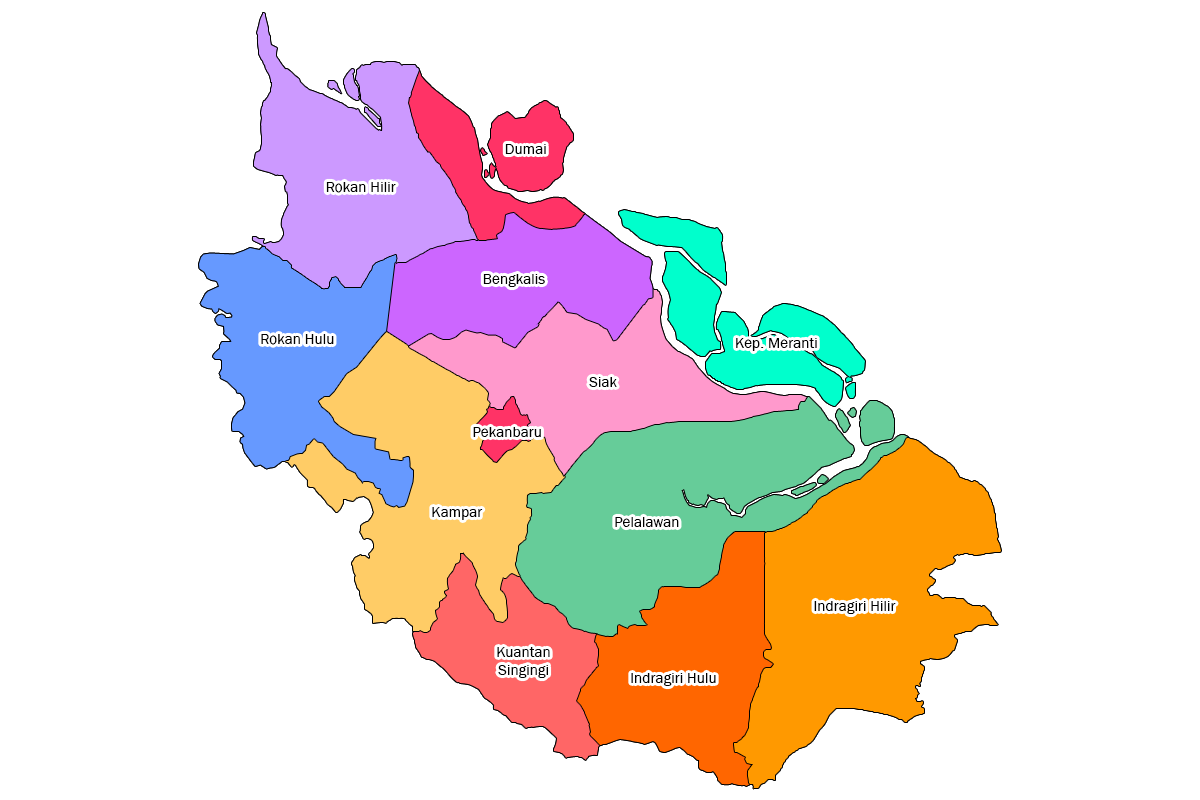 Dumai
Rokan Hilir
Bengkalis
Rokan Hulu
Kep. Meranti
Siak
Pekanbaru
Kampar
Pelalawan
Indragiri Hilir
Kuantan
Singingi
Indragiri Hulu